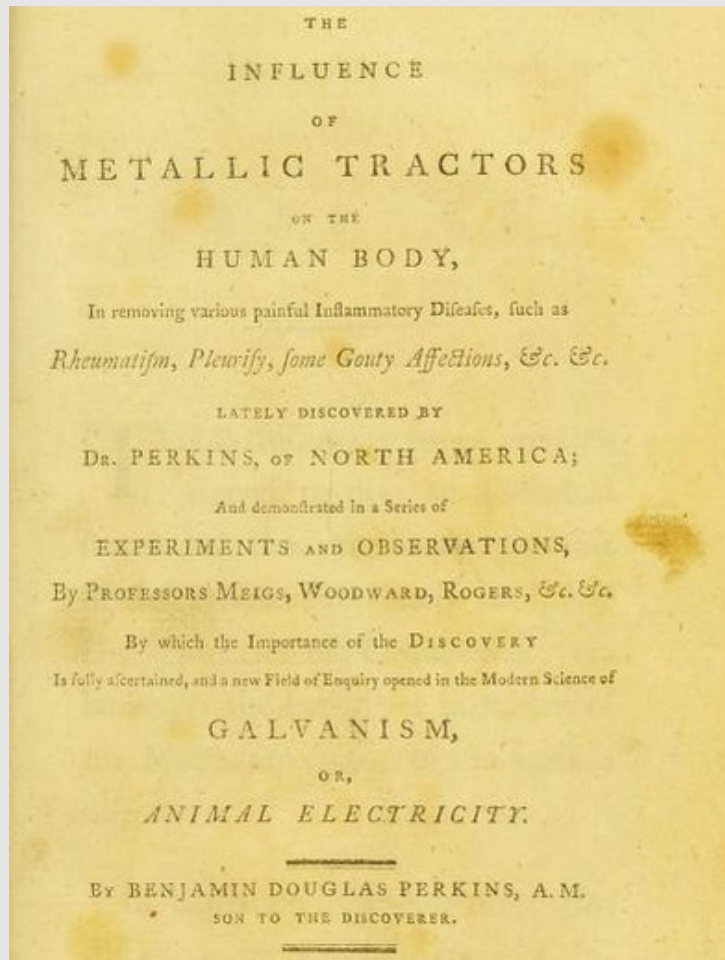 THE
INFLUENCE
OF
METALLIC TRACTORS
ON THE
HUMAN BODY,
In removing various painful Inflammatory Diſeaſes, ſuch as
Rheumatiſm, Pleuriſy, ſome Gouty Affections, &c. &c.
LATELY DISCOVERED BY
DR. PERKINS, OF NORTH AMERICA;
And demonſtrated in a Series of
EXPERIMENTS AND OBSERVATIONS,
By PROFESSORS MEIGS, WOODWARD, ROGERS, &c. &c.
By which the Importance of the DISCOVERY
Is fully aſcertained, and a new Field of Enquiry opened in the Modern Science of
GALVANISM,
OR,
ANIMAL ELECTRICITY.
BY BENJAMIN DOUGLAS PERKINS, A. M.
SON TO THE DISCOVERER.